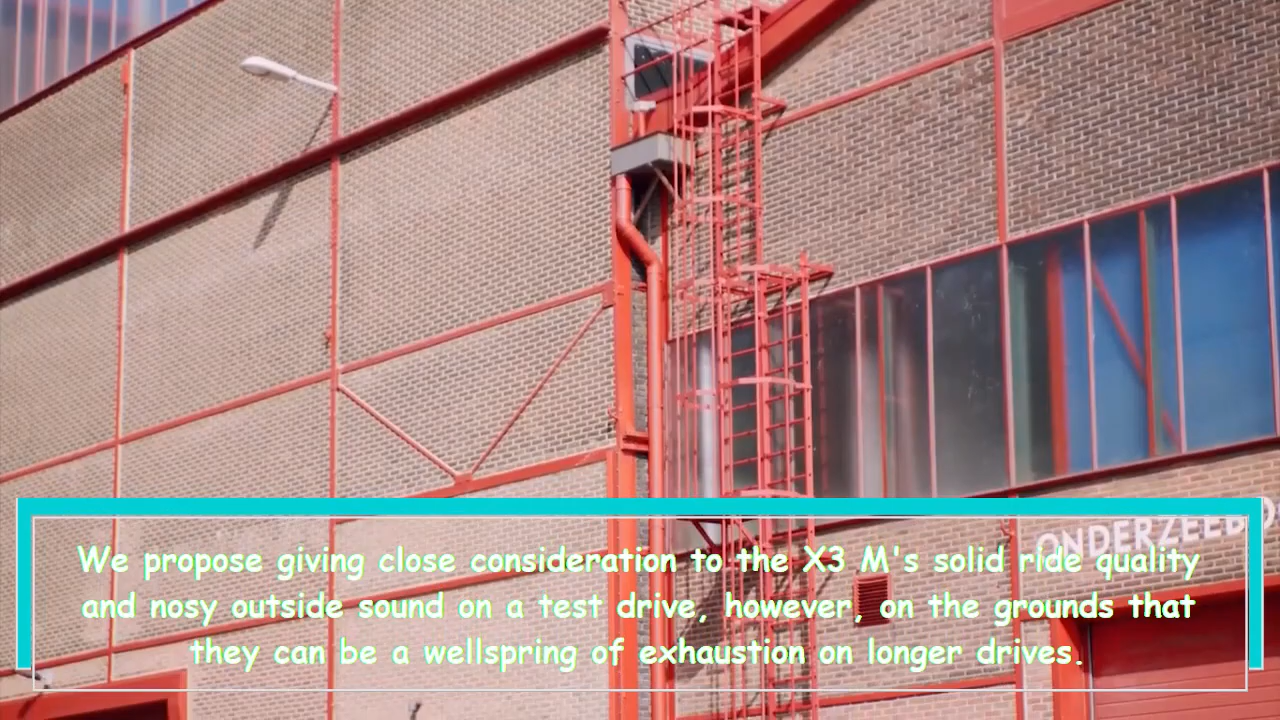 ONDERZEEBO
We propose giving close consideration to the X3 M's solid ride quality
and nosy outside sound on a test drive, however, on the grounds that
they can be a wellspring of exhaustion on longer drives.